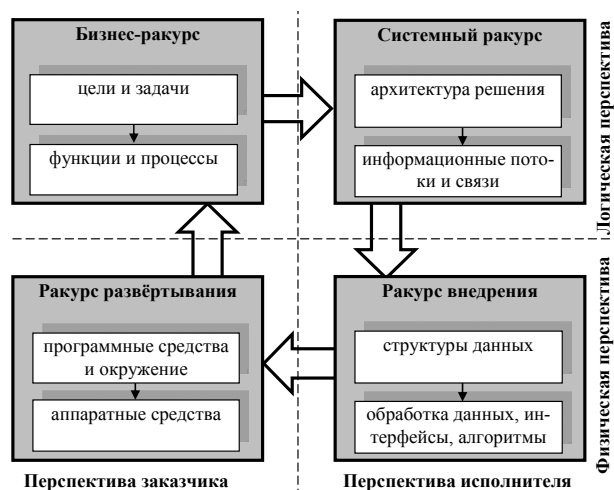 Бизнес-ракурс
цели и задачи
функции и процессы
Системный ракурс
архитектура решения
информационные пото-
ки и связи
Логическая перспектива
Ракурс развёртывания
программные средства
и окружение
аппаратные средства
Ракурс внедрения
структуры данных
обработка данных, ин-
терфейсы, алгоритмы
Физическая перспектива
Перспектива заказчика
Перспектива исполнителя